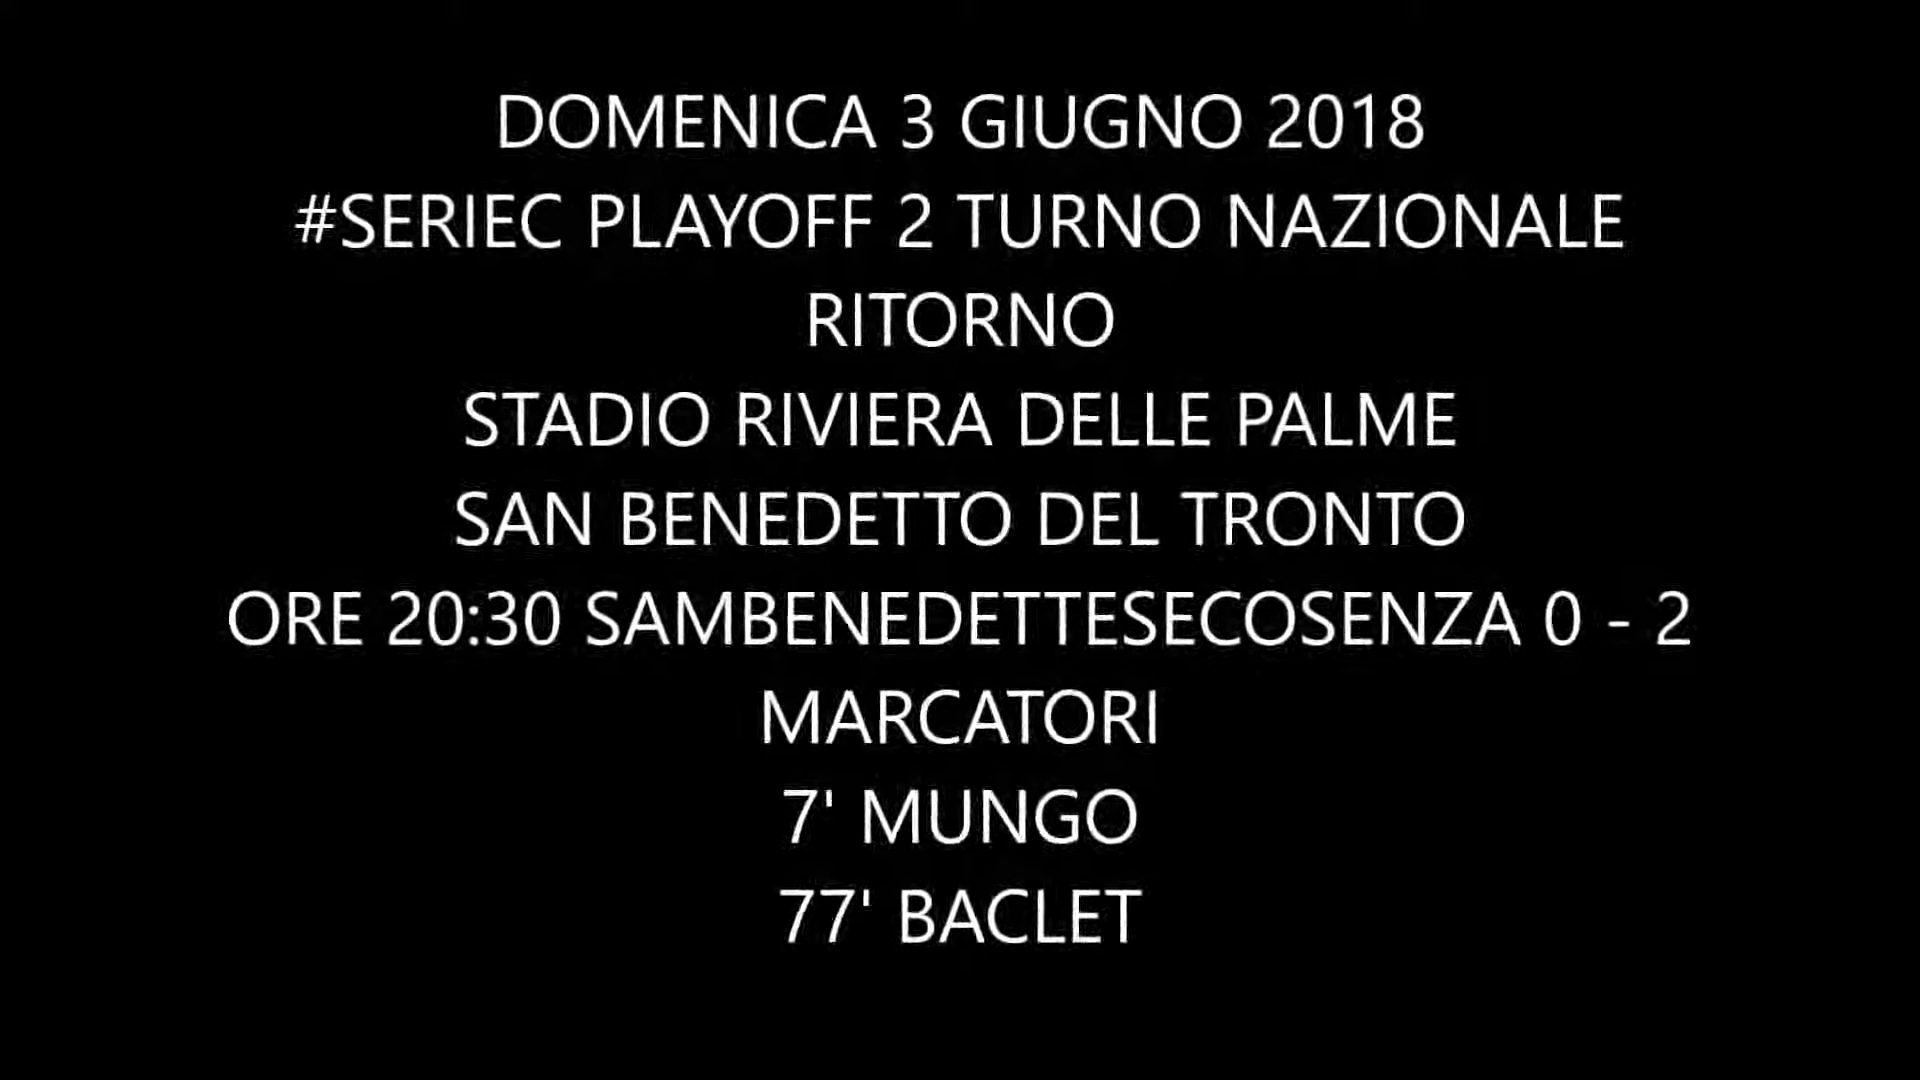 DOMENICA 3 GIUGNO 2018
#SERIEC PLAYOFF 2 TURNO NAZIONALE
RITORNO
STADIO RIVIERA DELLE PALME
SAN BENEDETTO DEL TRONTO
ORE 20:30 SAMBENEDETTESECOSENZA 0 - 2
MARCATORI
7' MUNGO
77' BACLET